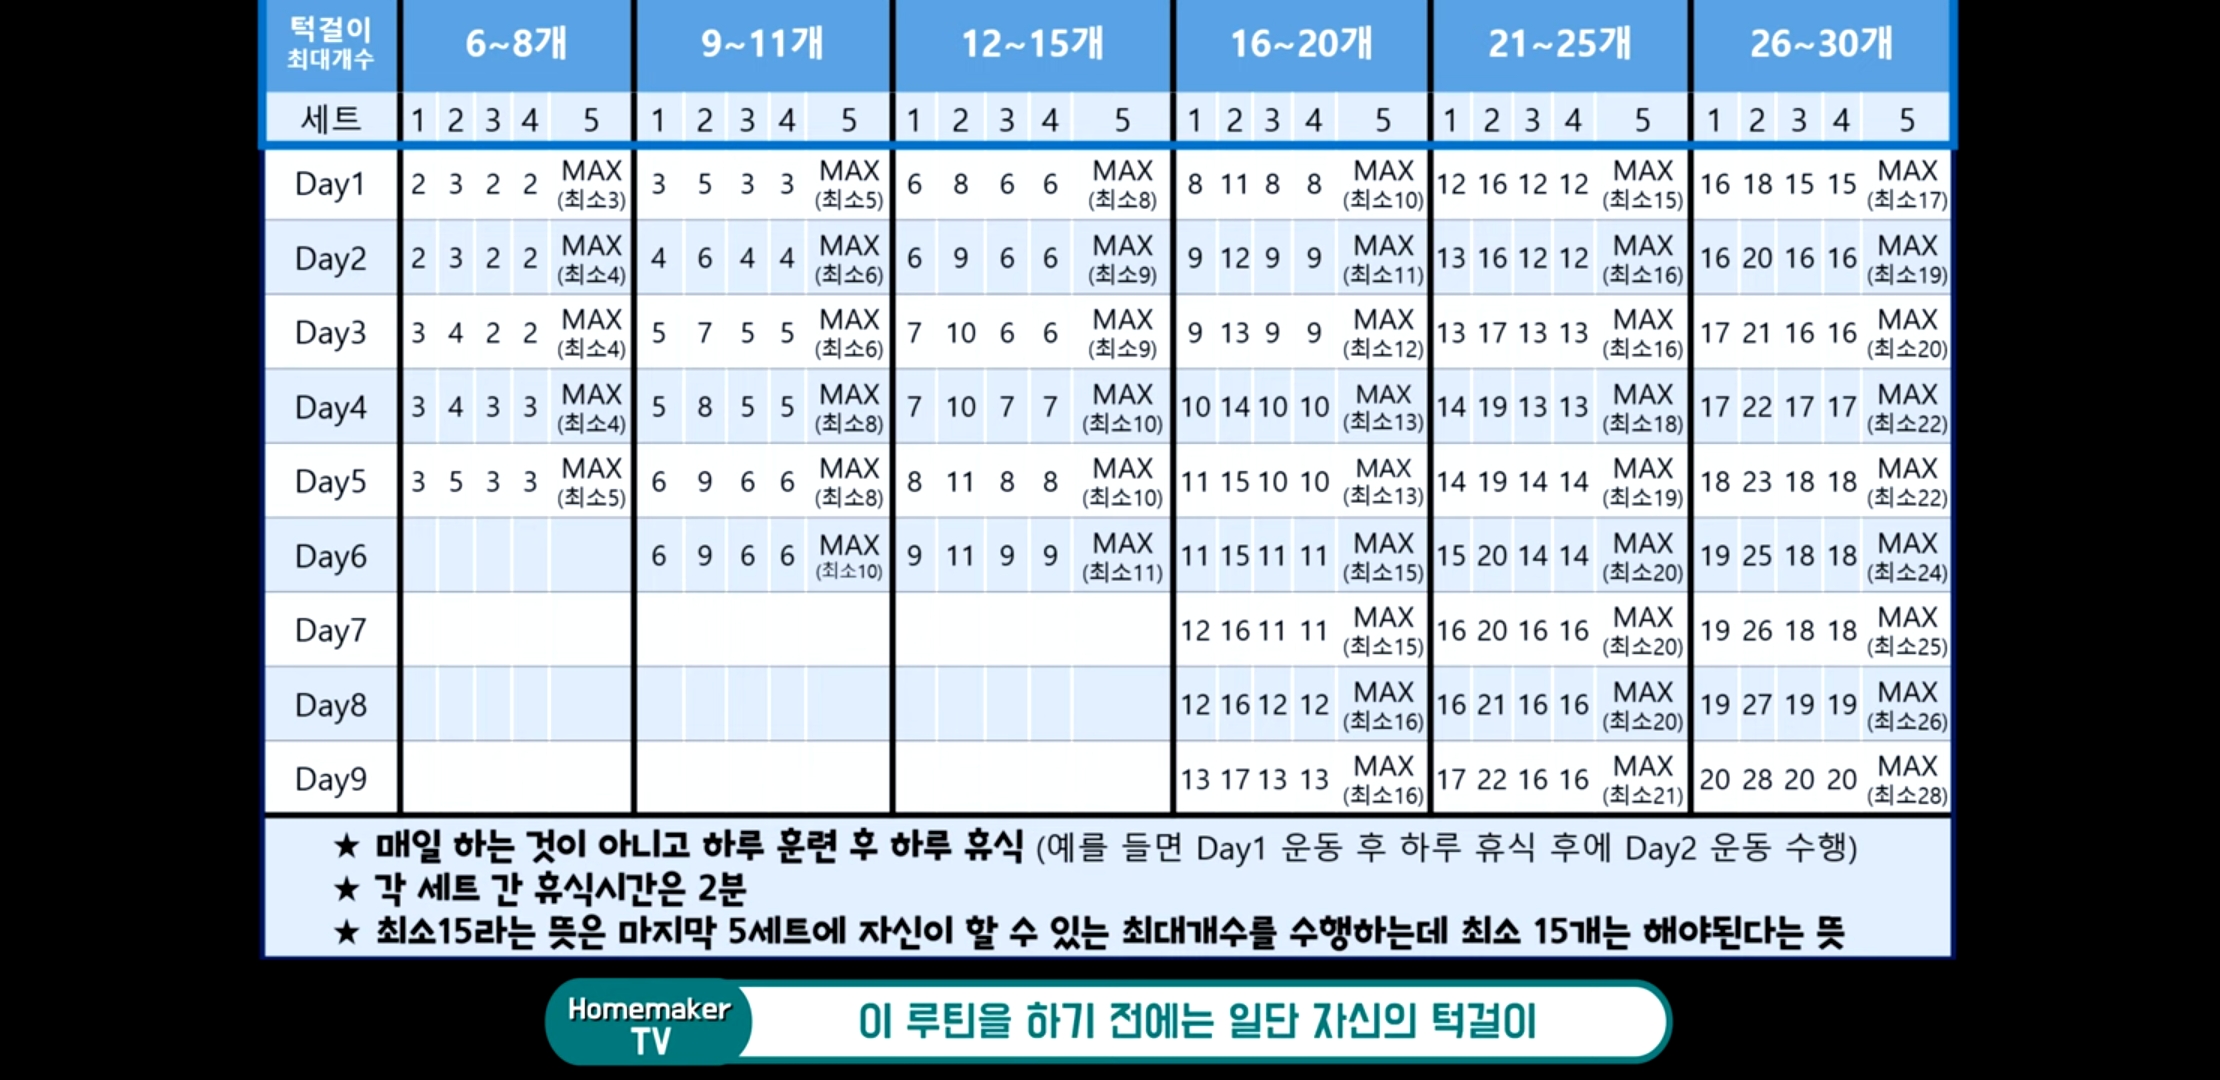 턱걸이 최대개수 6~8개 9~11개 12~15개 16~20개 21~25개 26~30개
세트 1 2 3 4 5 1 2 3 4 5 1 2 3 4 5 1 2 3 4 5 1 2 3 4 5 1 2 3 4 5
Day1 2 3 2 2 MAX (최소3) 3 5 3 3 MAX (최소5) 6 8 6 6 MAX (최소8) 8 11 8 8 MAX (최소10) 12 16 12 12 MAX (최소15) 16 18 15 15 MAX (최소17)
Day2 2 3 2 2 MAX (최소4) 4 6 4 4 MAX (최소6) 6 9 6 6 MAX (최소9) 9 12 9 9 MAX (최소11) 13 16 12 12 MAX (최소16) 16 20 16 16 MAX (최소19)
Day3 3 4 2 2 MAX (최소4) 5 7 5 5 MAX (최소6) 7 10 6 6 MAX (최소9) 9 13 9 9 MAX (최소12) 13 17 13 13 MAX (최소16) 17 21 16 16 MAX (최소20)
Day4 3 4 3 3 MAX (최소4) 5 8 5 5 MAX (최소8) 7 10 7 7 MAX (최소10) 10 14 10 10 MAX (최소13) 14 19 13 13 MAX (최소18) 17 22 17 17 MAX (최소22)
Day5 3 5 3 3 MAX (최소5) 6 9 6 6 MAX (최소8) 8 11 8 8 MAX (최소10) 11 15 10 10 MAX (최소13) 14 19 14 14 MAX (최소19) 18 23 18 18 MAX (최소22)
Day6 6 9 6 6 MAX (최소10) 9 11 9 9 MAX (최소11) 11 15 11 11 MAX (최소15) 15 20 14 14 MAX (최소20) 19 25 18 18 MAX (최소24)
Day7 12 16 11 11 MAX (최소15) 16 20 16 16 MAX (최소20) 19 26 18 18 MAX (최소25)
Day8 12 16 12 12 MAX (최소16) 16 21 16 16 MAX (최소20) 19 27 19 19 MAX (최소26)
Day9 13 17 13 13 MAX (최소16) 17 22 16 16 MAX (최소21) 20 28 20 20 MAX (최소28)
★ 매일 하는 것이 아니고 하루 훈련 후 하루 휴식 (예를 들면 Day1 운동 후 하루 휴식 후에 Day2 운동 수행)
★ 각 세트 간 휴식시간은 2분
★ 최소15라는 뜻은 마지막 5세트에 자신이 할 수 있는 최대개수를 수행하는데 최소 15개는 해야된다는 뜻
Homemaker
TV
이 루틴을 하기 전에는 일단 자신의 턱걸이